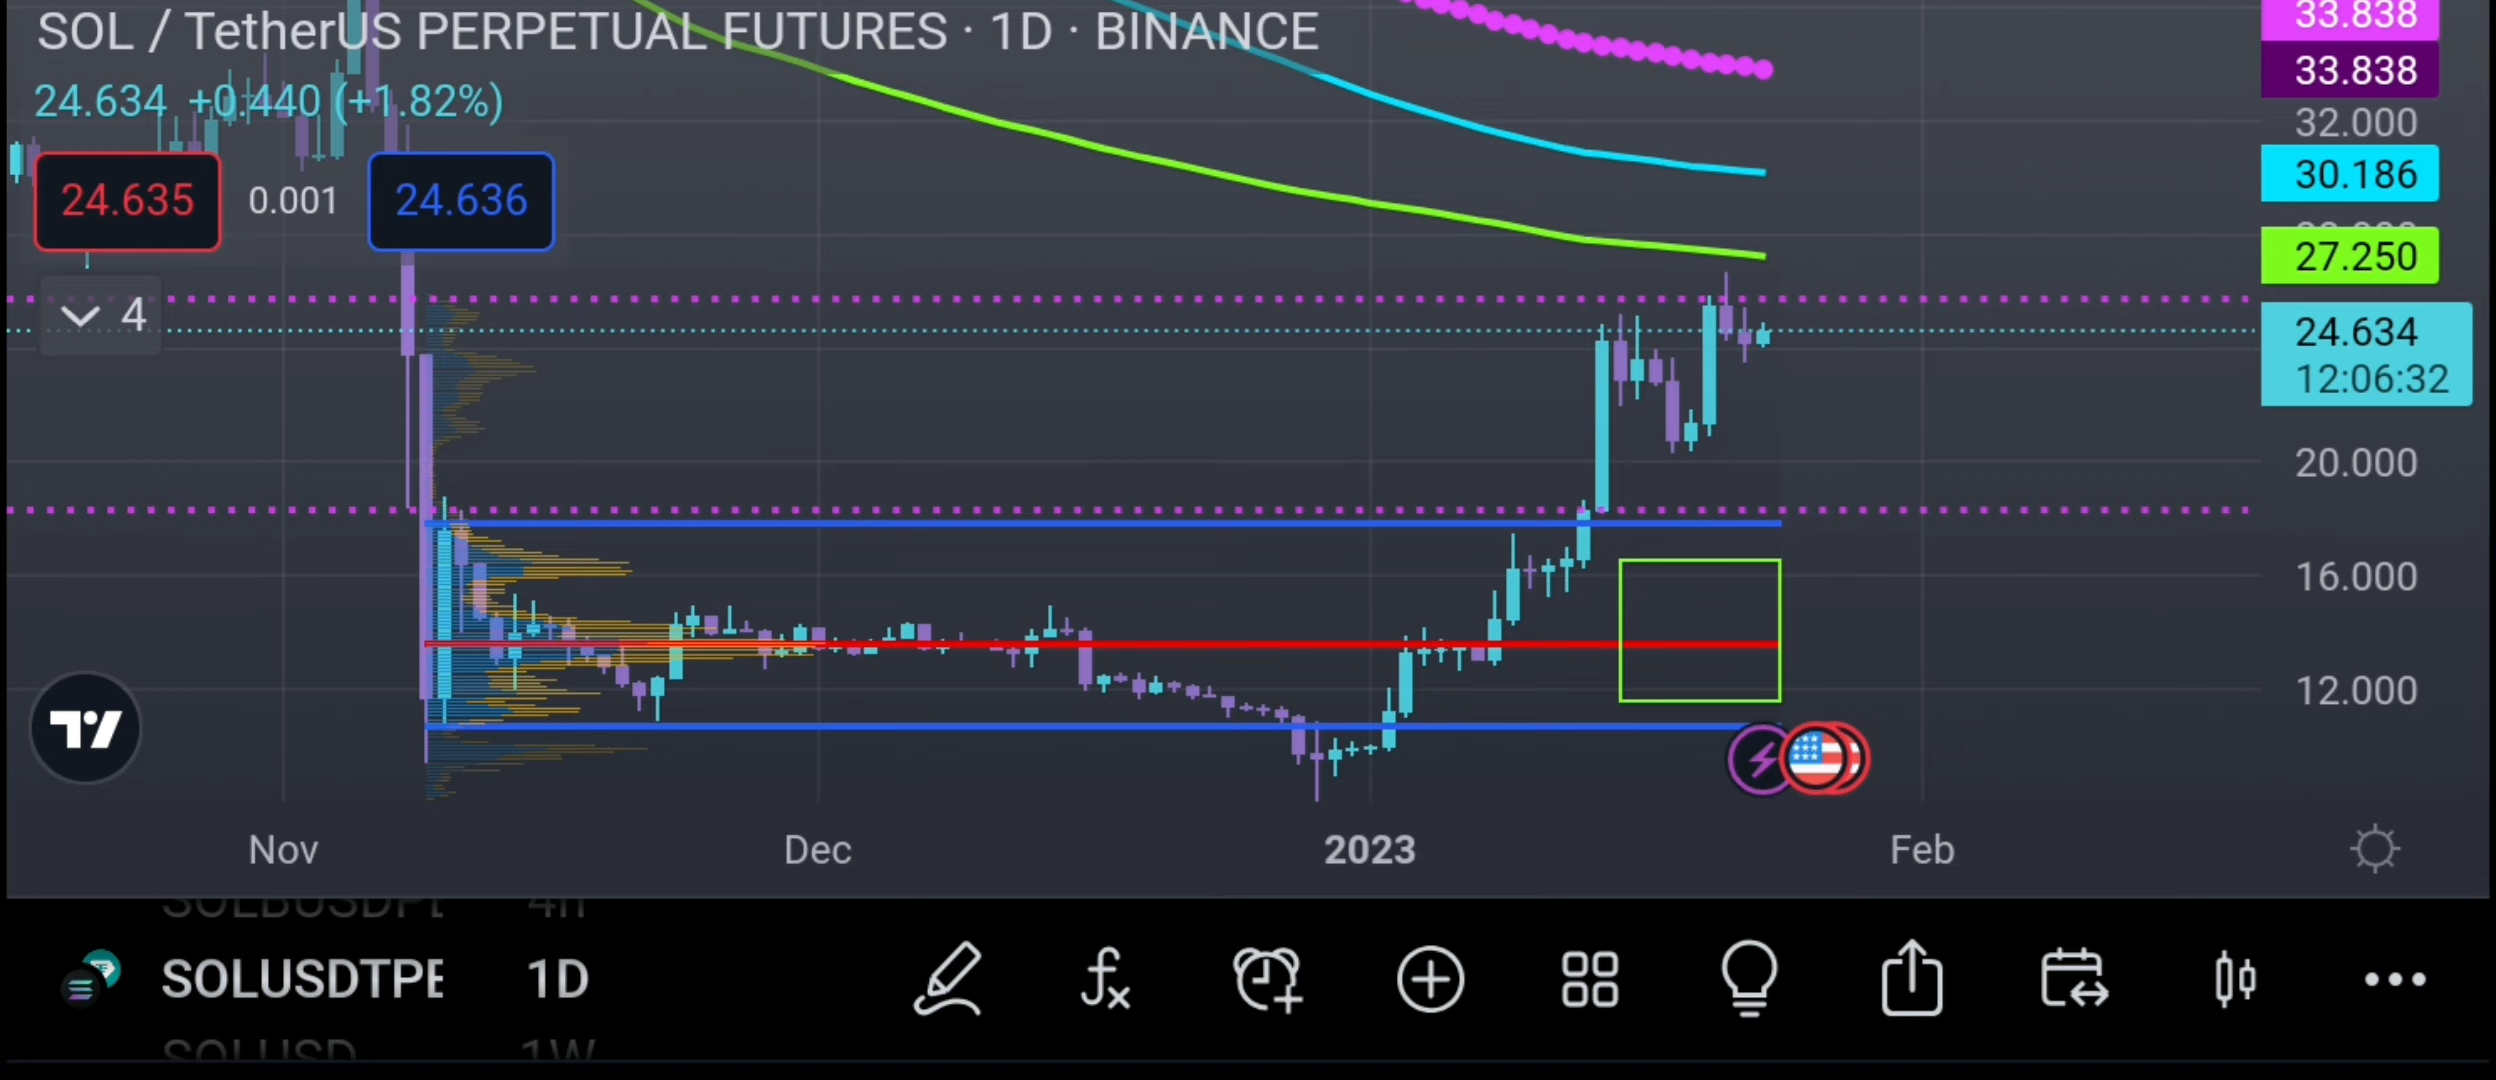 SOL / TetherUS PERPETUAL FUTURES · 1D · BINANCE
24.634 +0.440 (+1.82%)
24.635 0.001 24.636
4
33.838
33.838
32.000
30.186
27.250
24.634
12:06:32
20.000
16.000
12.000
Nov Dec 2023 Feb
SOLUSDTPE 1D
SOLUSD 1W